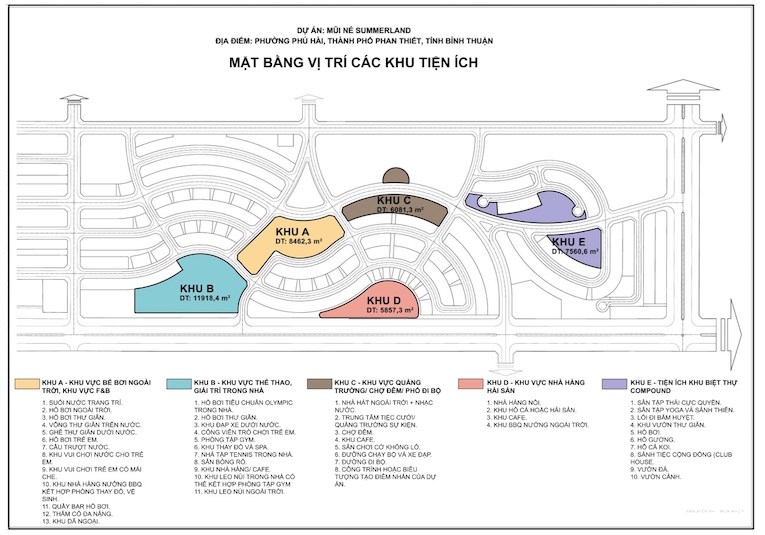 DỰ ÁN: MŨI NÉ SUMMERLAND
ĐỊA ĐIỂM: PHƯỜNG PHÚ HÀI, THÀNH PHỐ PHAN THIẾT, TỈNH BÌNH THUẬN
MẶT BẰNG VỊ TRÍ CÁC KHU TIỆN ÍCH
KHU C
DT: 6081,3 m²
KHU A
DT: 8462,3 m²
KHU E
DT: 7560,6 m²
KHU B
DT: 11918,4 m²
KHU D
DT: 5857,3 m²
KHU A - KHU VỰC BỂ BƠI NGOÀI
TRỜI, KHU VỰC F&B
1. SUỐI NƯỚC TRANG TRÍ.
2. HỒ BƠI NGOÀI TRỜI.
3. HỒ BƠI THƯ GIÃN.
4. VÕNG THƯ GIÃN TRÊN NƯỚC.
5. GHẾ THƯ GIÃN DƯỚI NƯỚC.
6. HỒ BƠI TRẺ EM.
7. CẦU TRƯỢT NƯỚC.
8. KHU VUI CHƠI NƯỚC CHO TRẺ
EM.
9. KHU VUI CHƠI TRẺ EM CÓ MÁI
CHE.
10. KHU NHÀ HÀNG NƯỚNG BBQ
KẾT HỢP PHÒNG THAY ĐỒ, VỆ
SINH.
11. QUẦY BAR HỒ BƠI.
12. THẢM CỎ ĐA NĂNG.
13. KHU DÃ NGOẠI.
KHU B - KHU VỰC THỂ THAO,
GIẢI TRÍ TRONG NHÀ
1. HỒ BƠI TIÊU CHUẨN OLYMPIC
TRONG NHÀ.
2. HỒ BƠI THƯ GIÃN.
3. KHU ĐẠP XE DƯỚI NƯỚC.
4. CÔNG VIÊN TRÒ CHƠI TRẺ EM.
5. PHÒNG TẬP GYM.
6. KHU THAY ĐỒ VÀ SPA.
7. NHÀ TẬP TENNIS TRONG NHÀ.
8. SÂN BÓNG RỔ.
9. KHU NHÀ HÀNG/ CAFE.
10. KHU LEO NÚI TRONG NHÀ CÓ
THỂ KẾT HỢP PHÒNG TẬP GYM
11. KHU LEO NÚI NGOÀI TRỜI.
KHU C - KHU VỰC QUẢNG
TRƯỜNG/ CHỢ ĐÊM/ PHỐ ĐI BỘ
1. NHÀ HÁT NGOÀI TRỜI + NHẠC
NƯỚC.
2. TRUNG TÂM TIỆC CƯỚI/
QUẢNG TRƯỜNG SỰ KIỆN.
3. CHỢ ĐÊM.
4. KHU CAFE.
5. SÂN CHƠI CỜ KHỔNG LỒ.
6. ĐƯỜNG CHẠY BỘ VÀ XE ĐẠP.
7. ĐƯỜNG ĐI BỘ.
8. CÔNG TRÌNH HOẶC BIỂU
TƯỢNG TẠO ĐIỂM NHẤN CỦA DỰ
ÁN.
KHU D - KHU VỰC NHÀ HÀNG
HẢI SẢN
1. NHÀ HÀNG NỔI.
2. KHU HỒ CÁ HOẶC HẢI SẢN.
3. KHU CAFE.
4. KHU BBQ NƯỚNG NGOÀI TRỜI.
KHU E - TIỆN ÍCH KHU BIỆT THỰ
COMPOUND
1. SÂN TẬP THÁI CỰC QUYỀN.
2. SÂN TẬP YOGA VÀ SÂNH THIỀN.
3. LỐI ĐI BẤM HUYỆT.
4. KHU VƯỜN THƯ GIÃN.
5. HỒ BƠI.
6. HỒ GƯƠNG.
7. HỒ CÁ KOI.
8. SẢNH TIỆC CỘNG ĐỒNG (CLUB
HOUSE.
9. VƯỜN ĐÁ.
10. VƯỜN CẢNH.